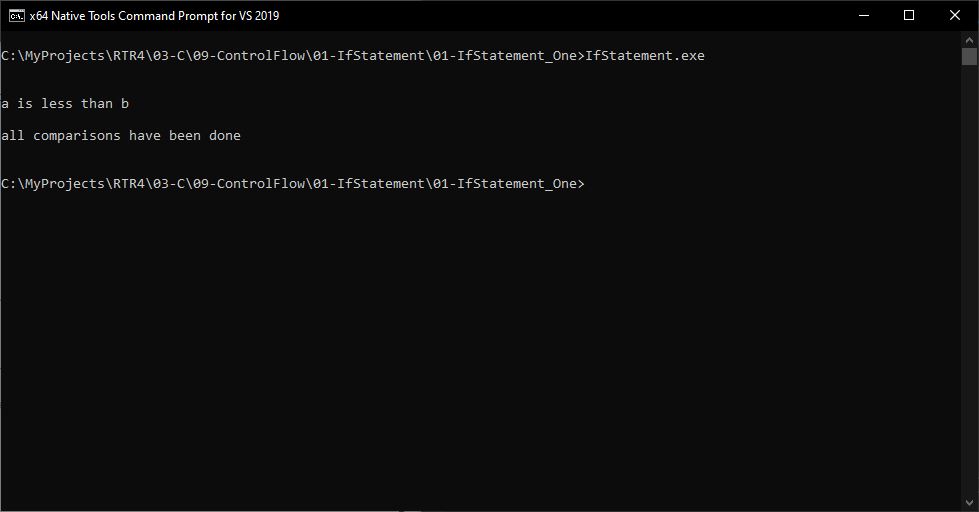 x64 Native Tools Command Prompt for VS 2019
C:\MyProjects\RTR4\03-C\09-ControlFlow\01-IfStatement\01-IfStatement_One>IfStatement.exe
a is less than b
all comparisons have been done
C:\MyProjects\RTR4\03-C\09-ControlFlow\01-IfStatement\01-IfStatement_One>